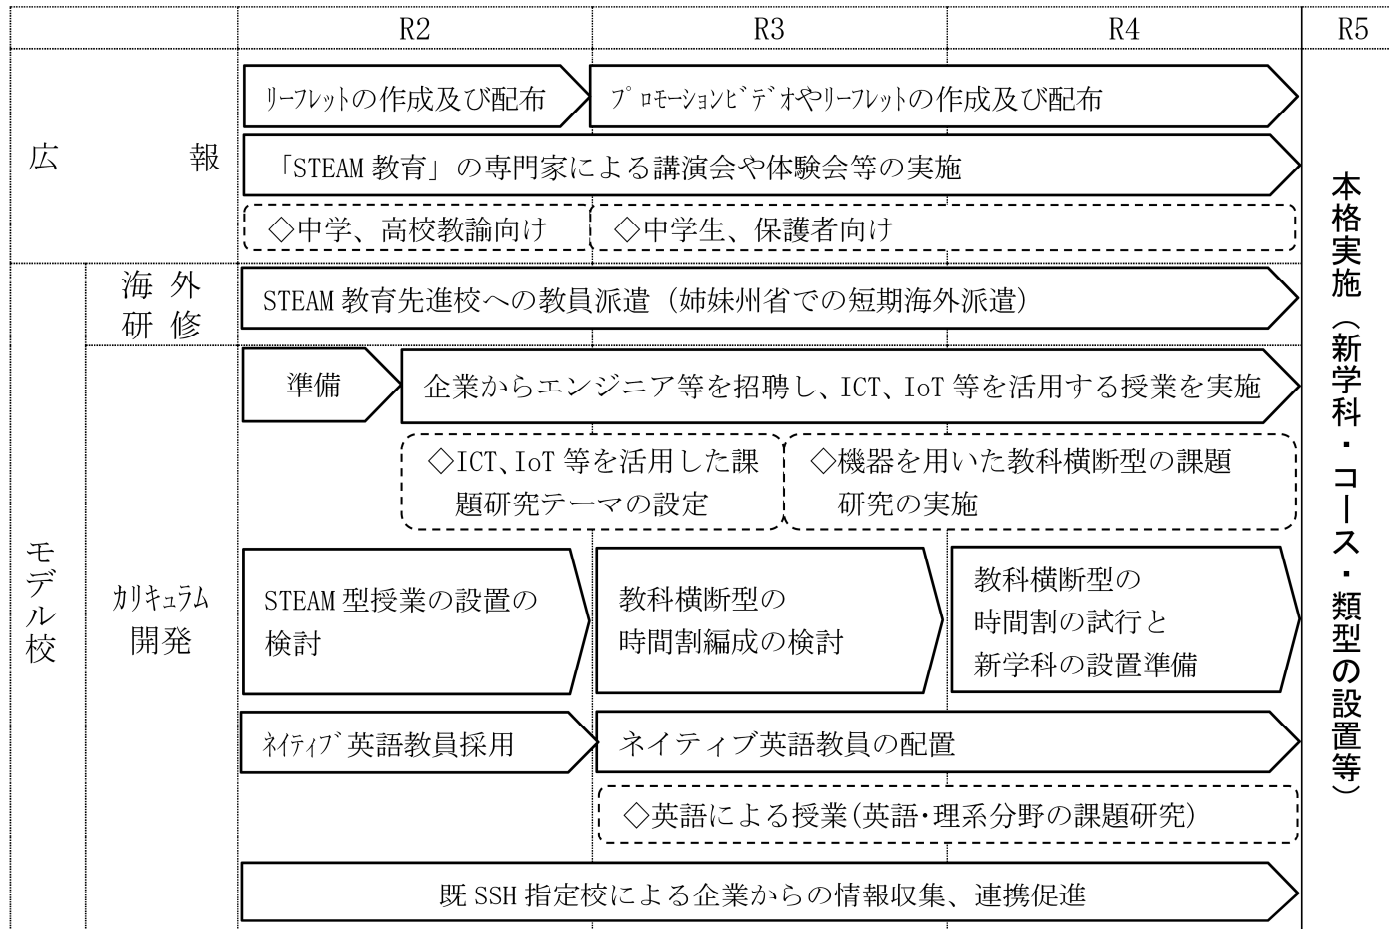 R2 R3 R4 R5
広報
リーフレットの作成及び配布
プロモーションビデオやリーフレットの作成及び配布
「STEAM 教育」の専門家による講演会や体験会等の実施
◇中学、高校教諭向け
◇中学生、保護者向け
モデル校
海外
研修
STEAM 教育先進校への教員派遣（姉妹州省での短期海外派遣）
カリキュラム
開発
準備
企業からエンジニア等を招聘し、ICT、IoT 等を活用する授業を実施
◇ICT、IoT 等を活用した課
題研究テーマの設定
◇機器を用いた教科横断型の課題
研究の実施
STEAM 型授業の設置の
検討
教科横断型の
時間割編成の検討
教科横断型の
時間割の試行と
新学科の設置準備
ネイティブ英語教員採用
ネイティブ英語教員の配置
◇英語による授業(英語・理系分野の課題研究)
既 SSH 指定校による企業からの情報収集、連携促進
本格実施（新学科・コース・類型の設置等）